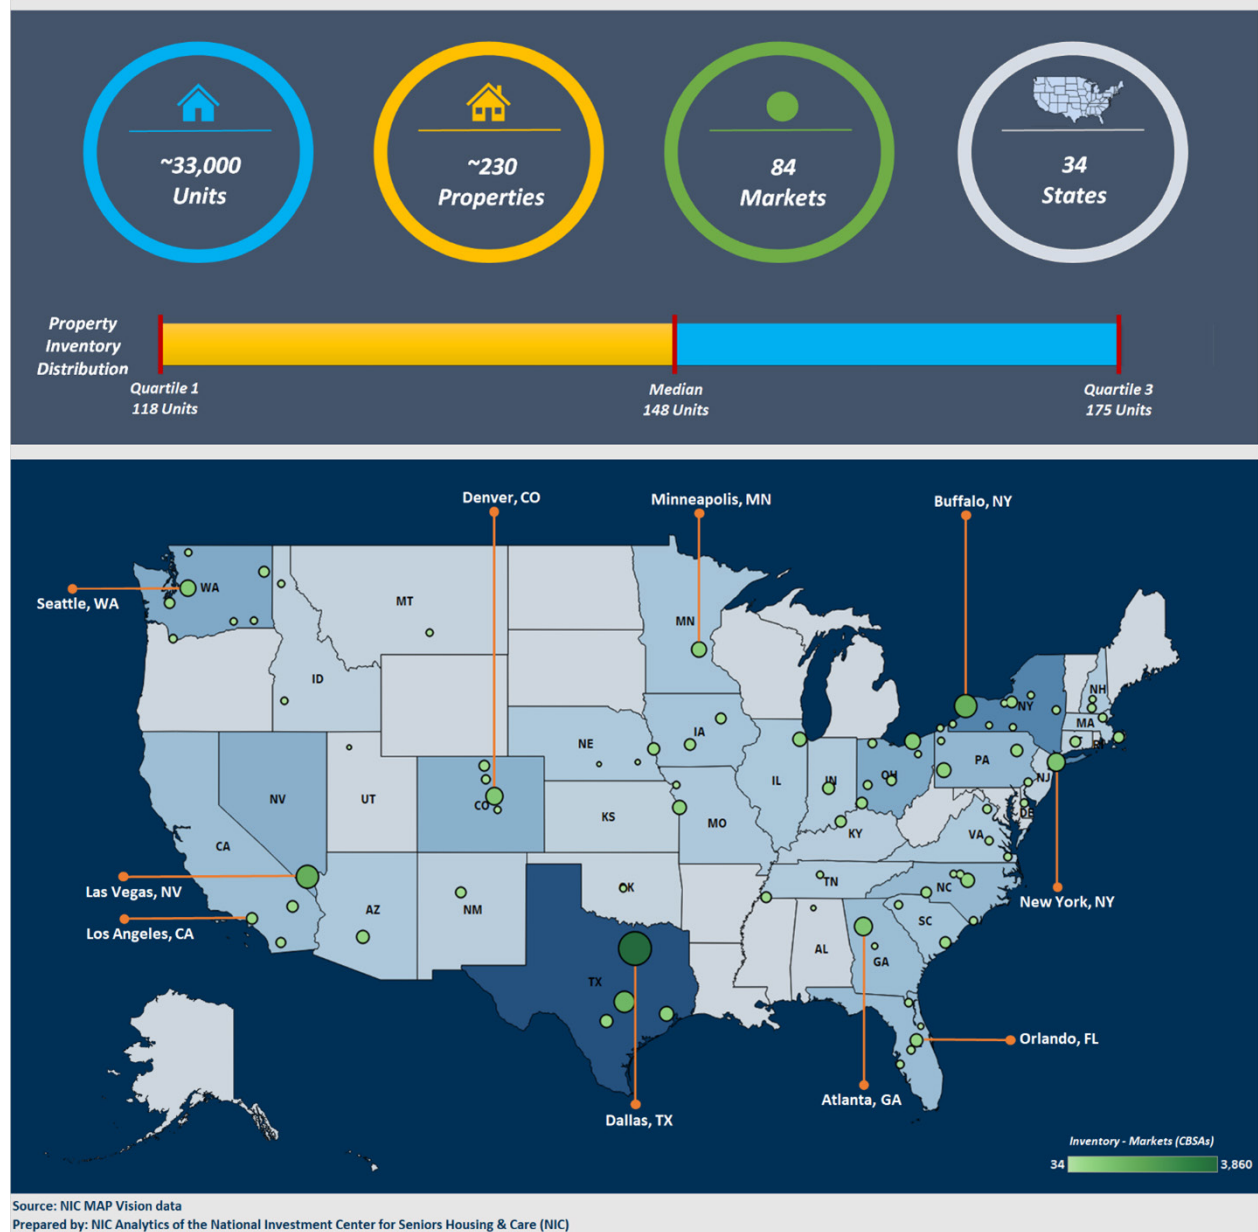 ~33,000
Units
~230
Properties
84
Markets
34
States
Property
Inventory
Distribution
Quartile 1
118 Units
Median
148 Units
Quartile 3
175 Units
Denver, CO
Minneapolis, MN
Buffalo, NY
Seattle, WA
WA
MT
MN
ID
NH
NY
MA
IA
NE
PA
NJ
OH
IL
IN
NV
UT
CO
KS
MO
KY
VA
DE
CA
Las Vegas, NV
Los Angeles, CA
AZ
NM
OK
TN
NC
New York, NY
SC
AL
GA
TX
Orlando, FL
Atlanta, GA
Dallas, TX
Inventory - Markets (CBSAs)
34
3,860
Source: NIC MAP Vision data
Prepared by: NIC Analytics of the National Investment Center for Seniors Housing & Care (NIC)